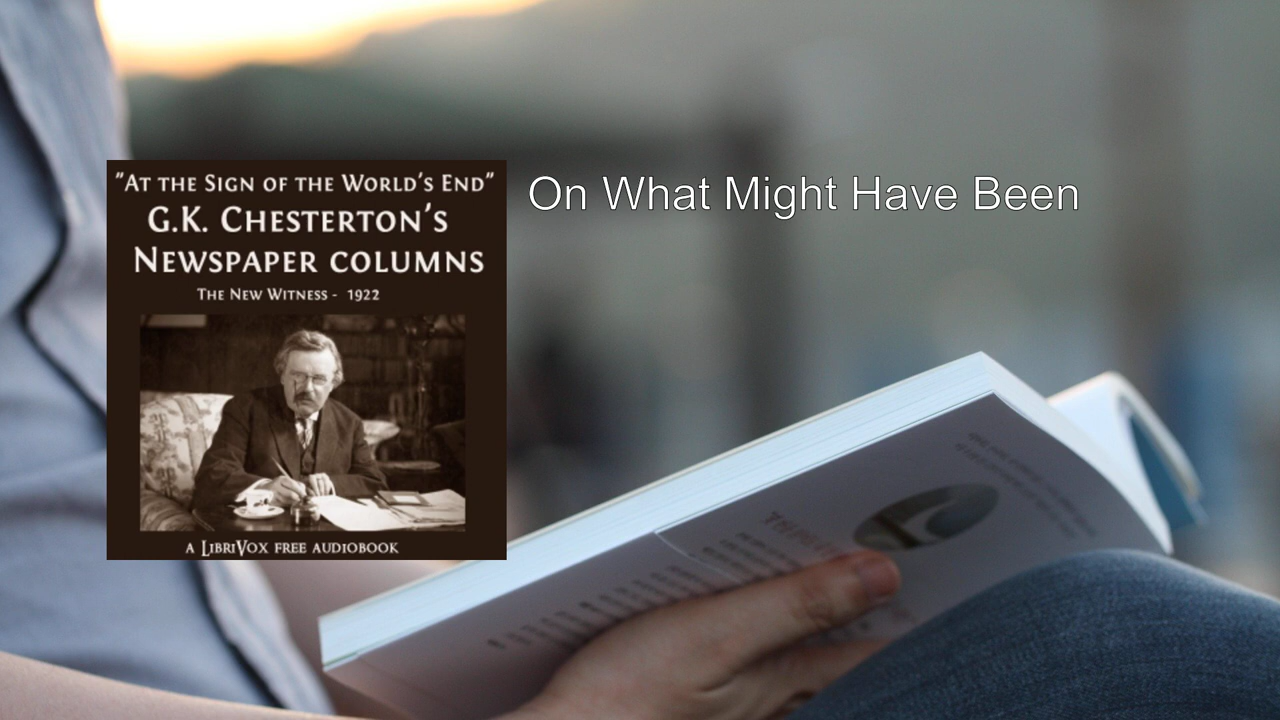 "At the Sign of the World's End"
G.K. Chesterton's
Newspaper columns
The New Witness - 1922
a LibriVox free audiobook
On What Might Have Been